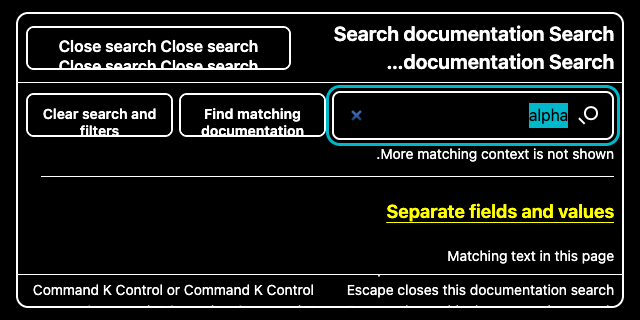 Search documentation Search
documentation Search...
Close search Close search
Close search Close search
alpha
Find matching
documentation
Clear search and
filters
More matching context is not shown.
Separate fields and values
Matching text in this page
Escape closes this documentation search
Command K Control or Command K Control